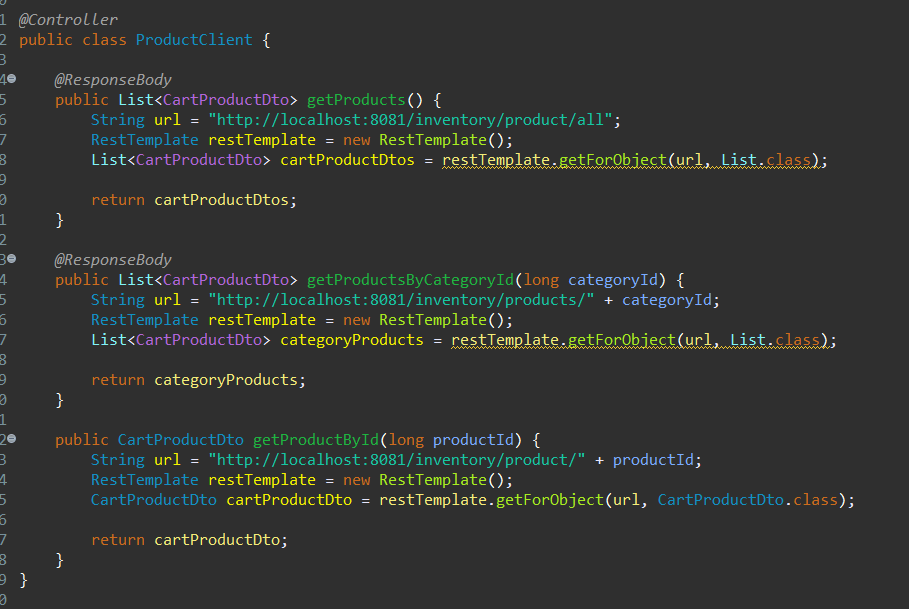 1 @Controller
2 public class ProductClient {
3
4 @ResponseBody
5 public List<CartProductDto> getProducts() {
6 String url = "http://localhost:8081/inventory/product/all";
7 RestTemplate restTemplate = new RestTemplate();
8 List<CartProductDto> cartProductDtos = restTemplate.getForObject(url, List.class);
9
0 return cartProductDtos;
1 }
2
3 @ResponseBody
4 public List<CartProductDto> getProductsByCategoryId(long categoryId) {
5 String url = "http://localhost:8081/inventory/products/" + categoryId;
6 RestTemplate restTemplate = new RestTemplate();
7 List<CartProductDto> categoryProducts = restTemplate.getForObject(url, List.class);
8
9 return categoryProducts;
0 }
1
2 public CartProductDto getProductById(long productId) {
3 String url = "http://localhost:8081/inventory/product/" + productId;
4 RestTemplate restTemplate = new RestTemplate();
5 CartProductDto cartProductDto = restTemplate.getForObject(url, CartProductDto.class);
6
7 return cartProductDto;
8 }
9 }
0